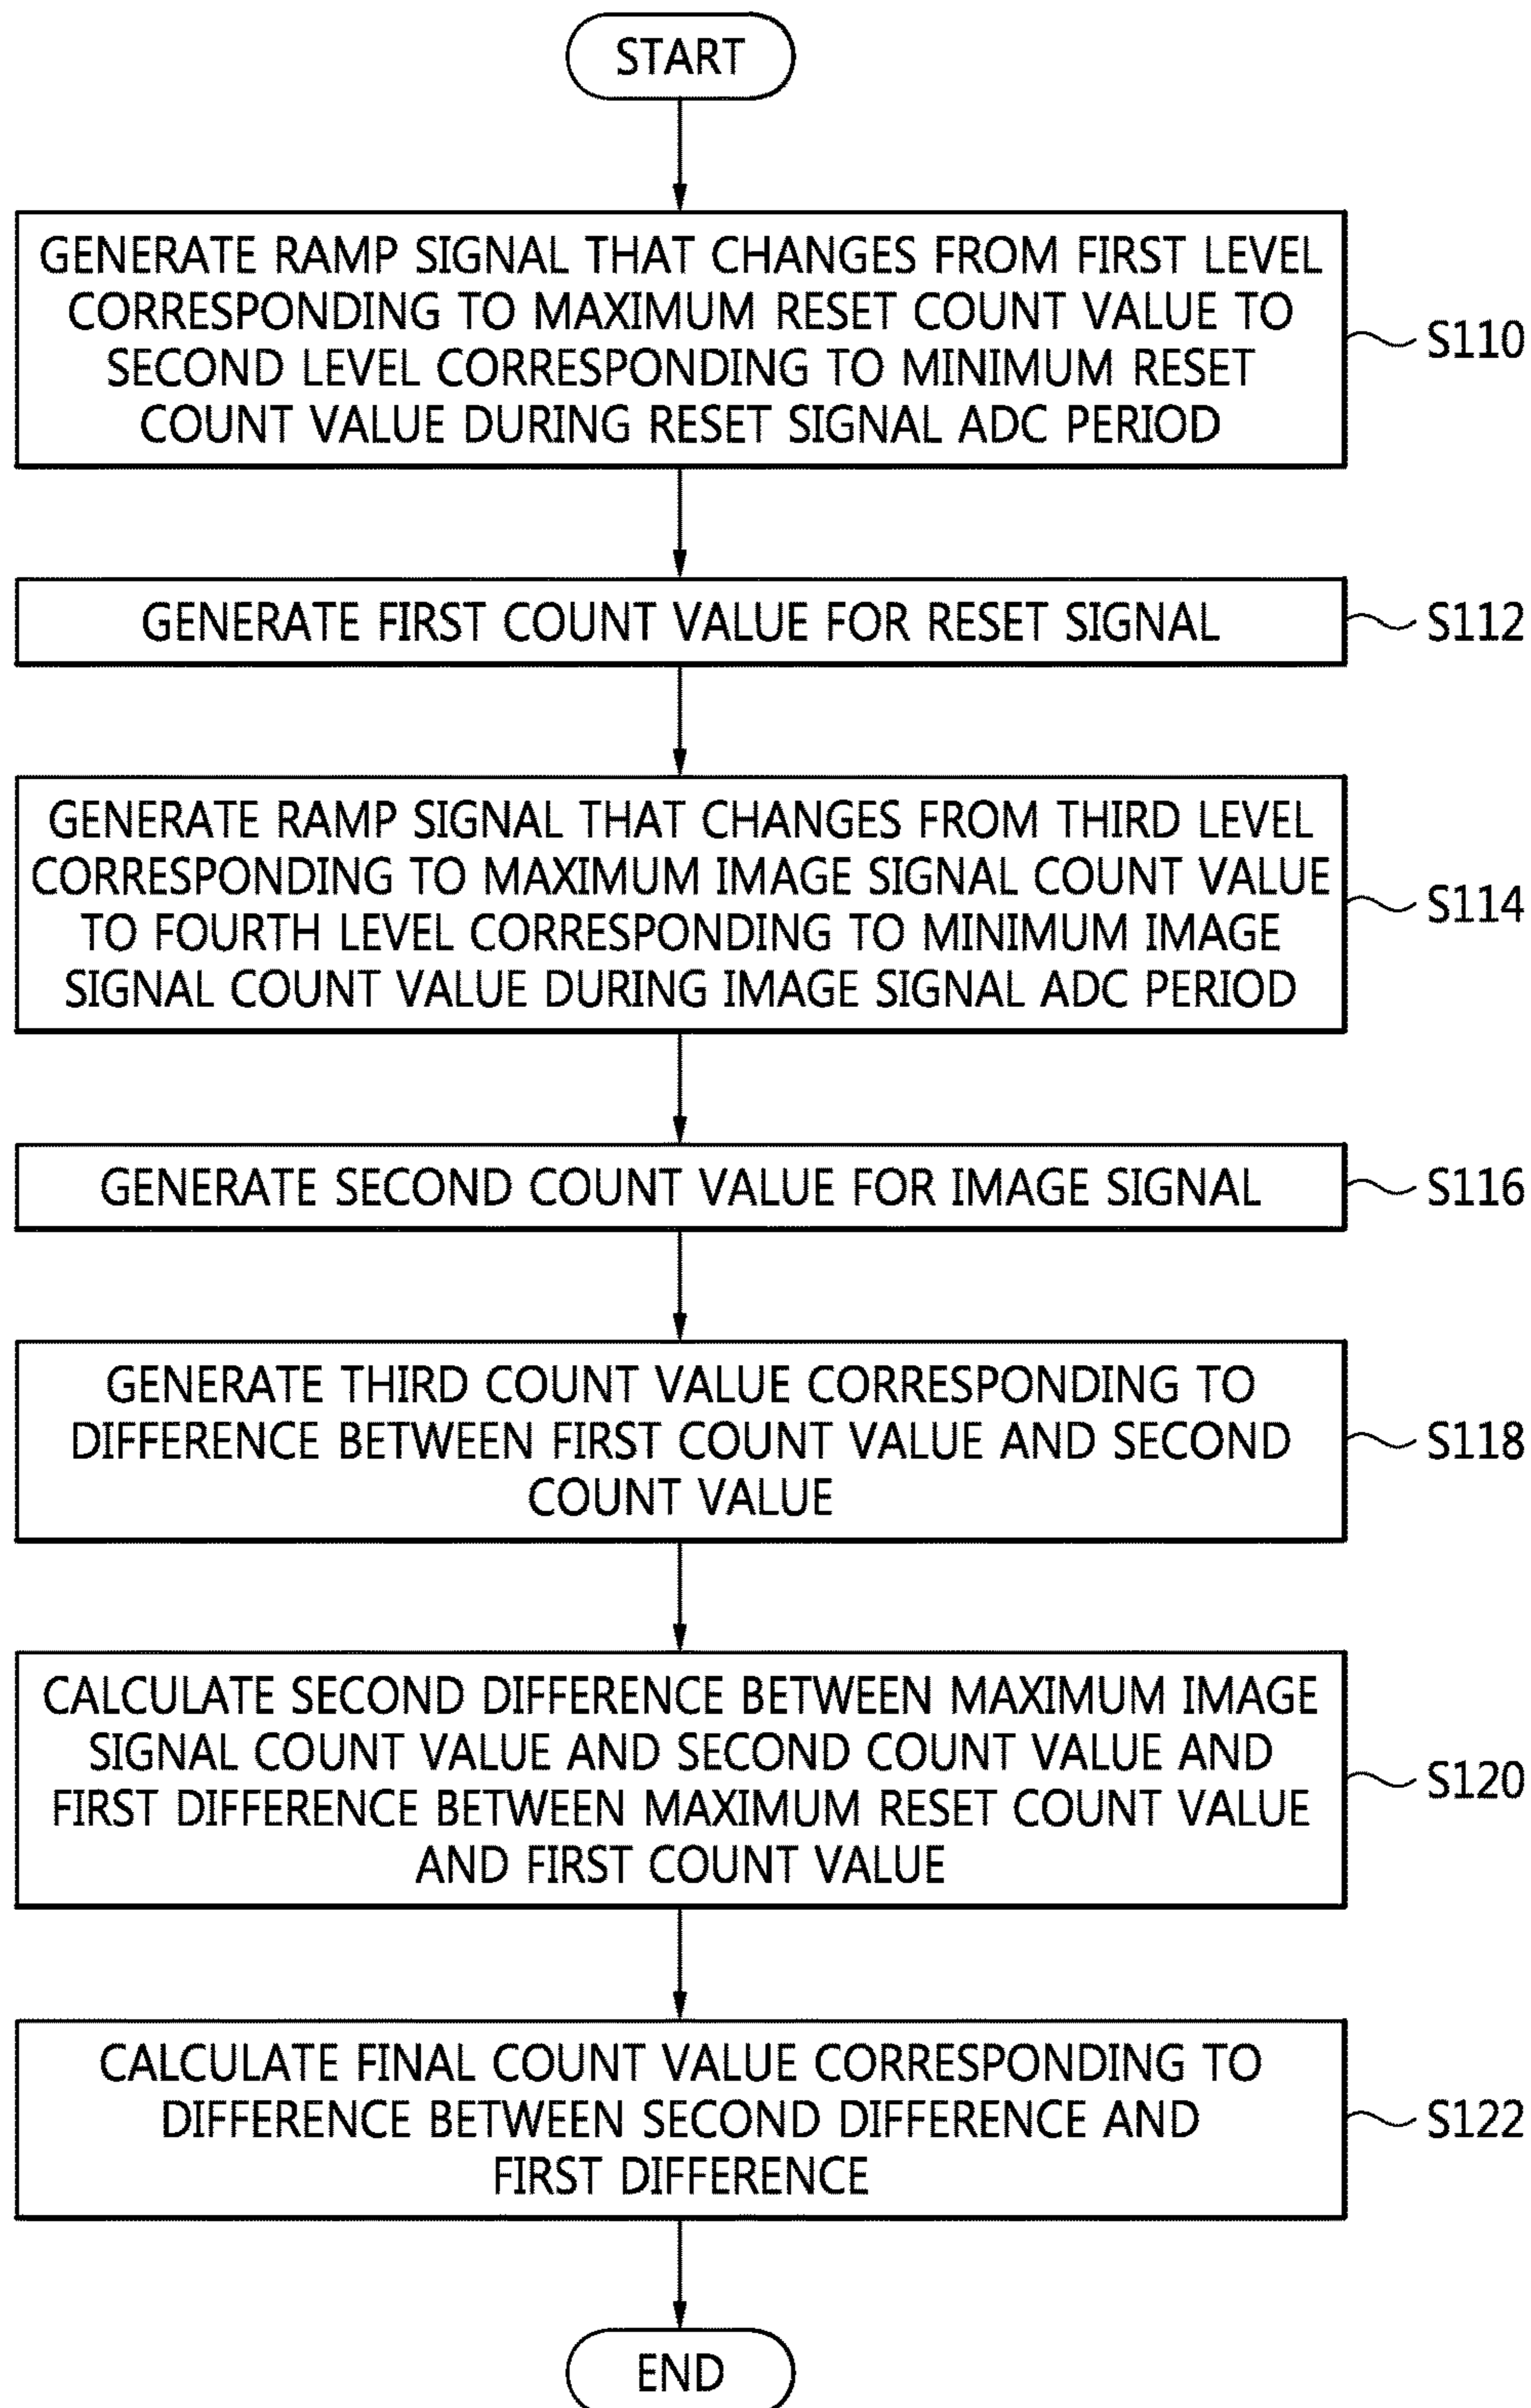 START
GENERATE RAMP SIGNAL THAT CHANGES FROM FIRST LEVEL
CORRESPONDING TO MAXIMUM RESET COUNT VALUE TO
SECOND LEVEL CORRESPONDING TO MINIMUM RESET
COUNT VALUE DURING RESET SIGNAL ADC PERIOD
S110
GENERATE FIRST COUNT VALUE FOR RESET SIGNAL
S112
GENERATE RAMP SIGNAL THAT CHANGES FROM THIRD LEVEL
CORRESPONDING TO MAXIMUM IMAGE SIGNAL COUNT VALUE
TO FOURTH LEVEL CORRESPONDING TO MINIMUM IMAGE
SIGNAL COUNT VALUE DURING IMAGE SIGNAL ADC PERIOD
S114
GENERATE SECOND COUNT VALUE FOR IMAGE SIGNAL
S116
GENERATE THIRD COUNT VALUE CORRESPONDING TO
DIFFERENCE BETWEEN FIRST COUNT VALUE AND SECOND
COUNT VALUE
S118
CALCULATE SECOND DIFFERENCE BETWEEN MAXIMUM IMAGE
SIGNAL COUNT VALUE AND SECOND COUNT VALUE AND
FIRST DIFFERENCE BETWEEN MAXIMUM RESET COUNT VALUE
AND FIRST COUNT VALUE
S120
CALCULATE FINAL COUNT VALUE CORRESPONDING TO
DIFFERENCE BETWEEN SECOND DIFFERENCE AND
FIRST DIFFERENCE
S122
END